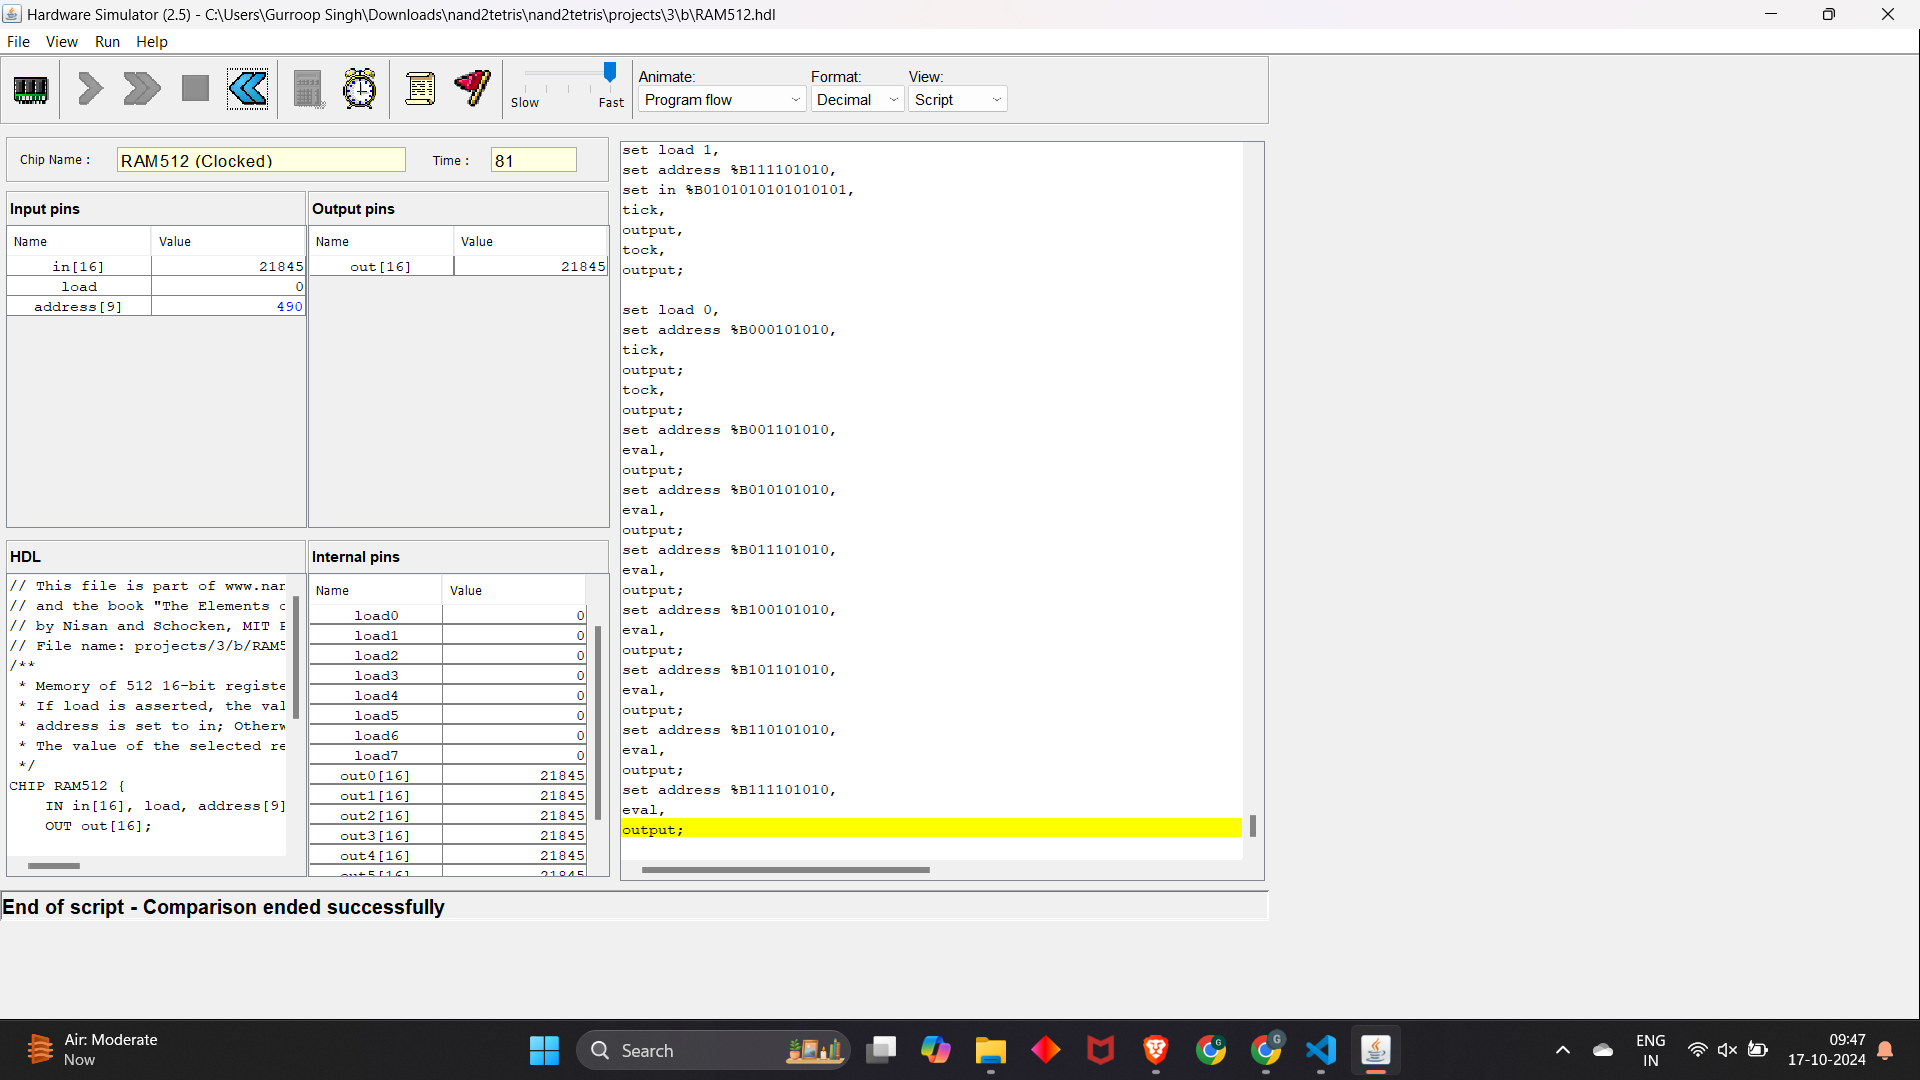 Hardware Simulator (2.5) - C:\Users\Gurroop Singh\Downloads\nand2tetris\nand2tetris\projects\3\b\RAM512.hdl
File View Run Help
Slow Fast
Animate: Format: View:
Program flow Decimal Script
Chip Name : RAM512 (Clocked) Time : 81
Input pins
Name Value
in[16] 21845
load 0
address[9] 490
Output pins
Name Value
out[16] 21845
HDL
// This file is part of www.nan
// and the book "The Elements o
// by Nisan and Schocken, MIT P
// File name: projects/3/b/RAM5
/**
* Memory of 512 16-bit registe
* If load is asserted, the val
* address is set to in; Otherw
* The value of the selected re
*/
CHIP RAM512 {
IN in[16], load, address[9]
OUT out[16];
Internal pins
Name Value
load0 0
load1 0
load2 0
load3 0
load4 0
load5 0
load6 0
load7 0
out0[16] 21845
out1[16] 21845
out2[16] 21845
out3[16] 21845
out4[16] 21845
out5[16] 21845
set load 1,
set address %B111101010,
set in %B0101010101010101,
tick,
output,
tock,
output;
set load 0,
set address %B000101010,
tick,
output;
tock,
output;
set address %B001101010,
eval,
output;
set address %B010101010,
eval,
output;
set address %B011101010,
eval,
output;
set address %B100101010,
eval,
output;
set address %B101101010,
eval,
output;
set address %B110101010,
eval,
output;
set address %B111101010,
eval,
output;
End of script - Comparison ended successfully
Air: Moderate
Now
Search
G
G
ENG
IN
09:47
17-10-2024